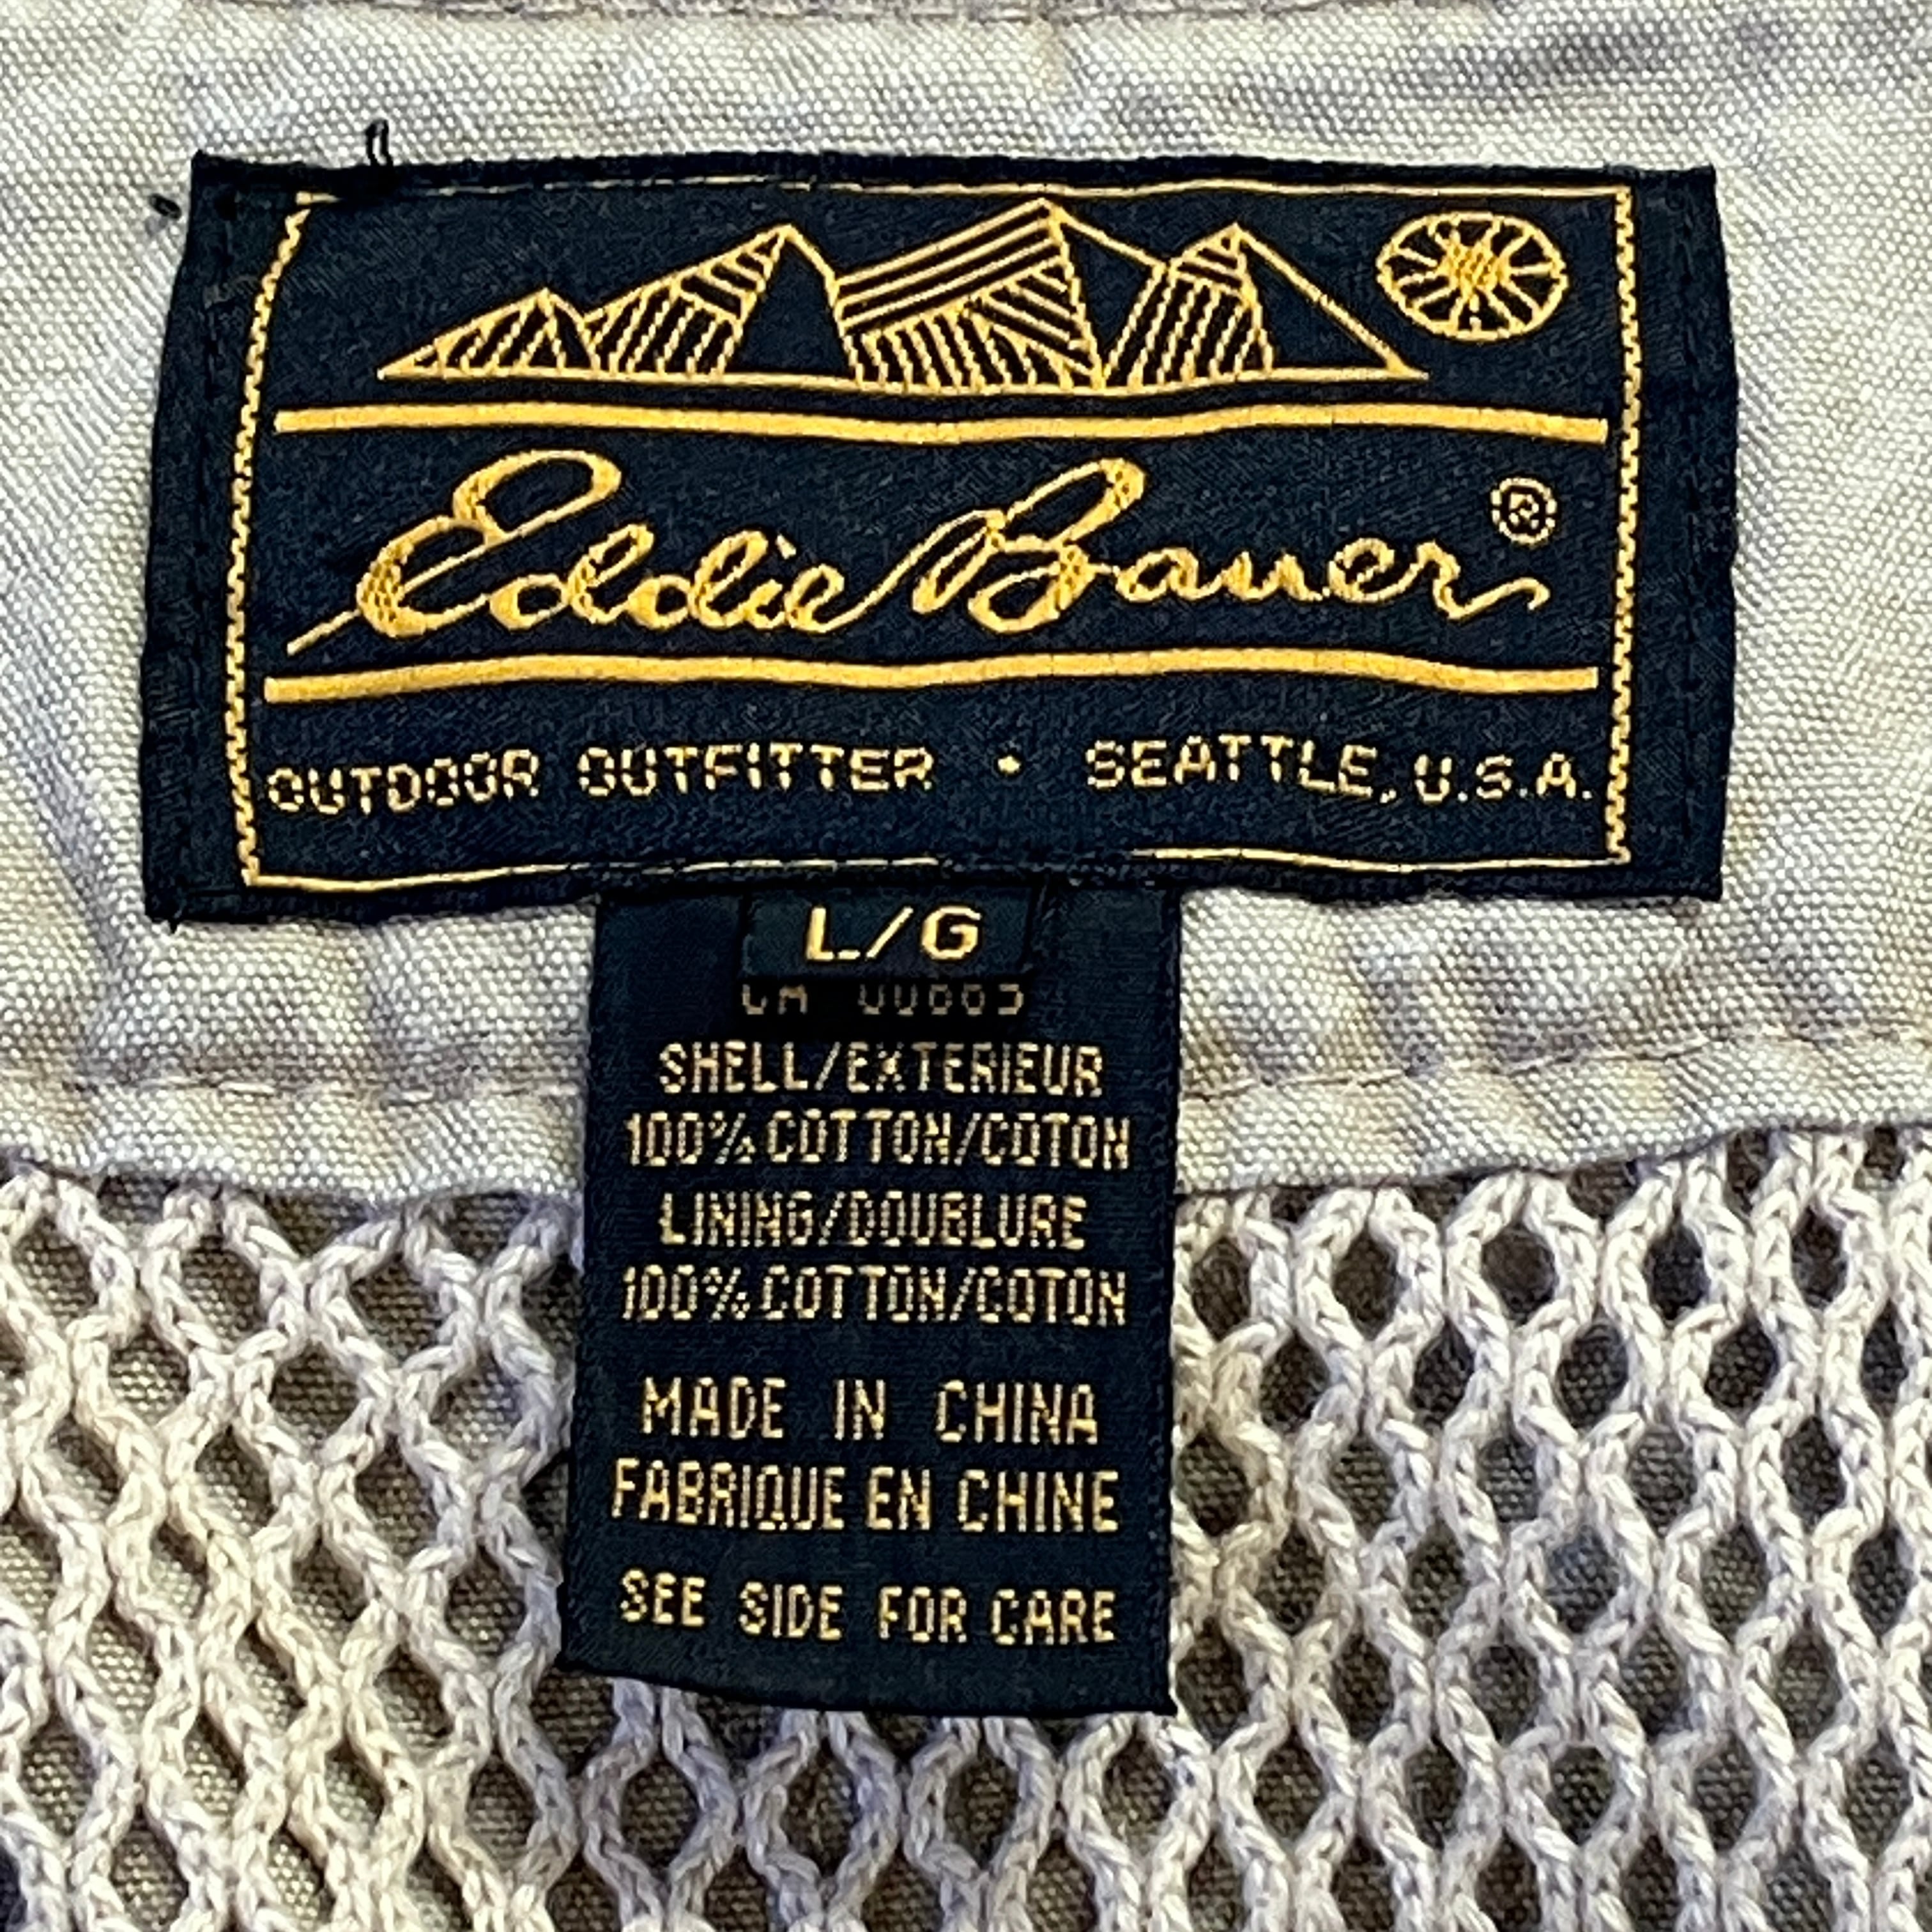 Eddie Bauer®
OUTDOOR OUTFITTER • SEATTLE, U.S.A.
L/G
SHELL/EXTERIEUR
100% COTTON/COTON
LINING/DOUBLURE
100% COTTON/COTON
MADE IN CHINA
FABRIQUE EN CHINE
SEE SIDE FOR CARE